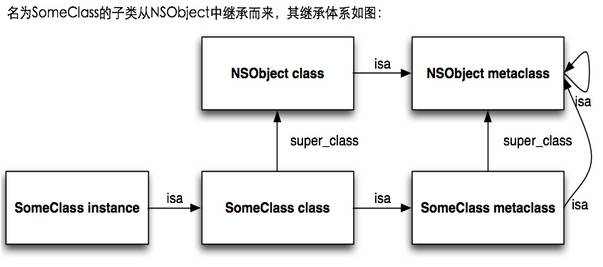 名为SomeClass的子类从NSObject中继承而来，其继承体系如图：
NSObject class
isa
NSObject metaclass
isa
super_class
super_class
SomeClass instance
isa
SomeClass class
isa
SomeClass metaclass
isa